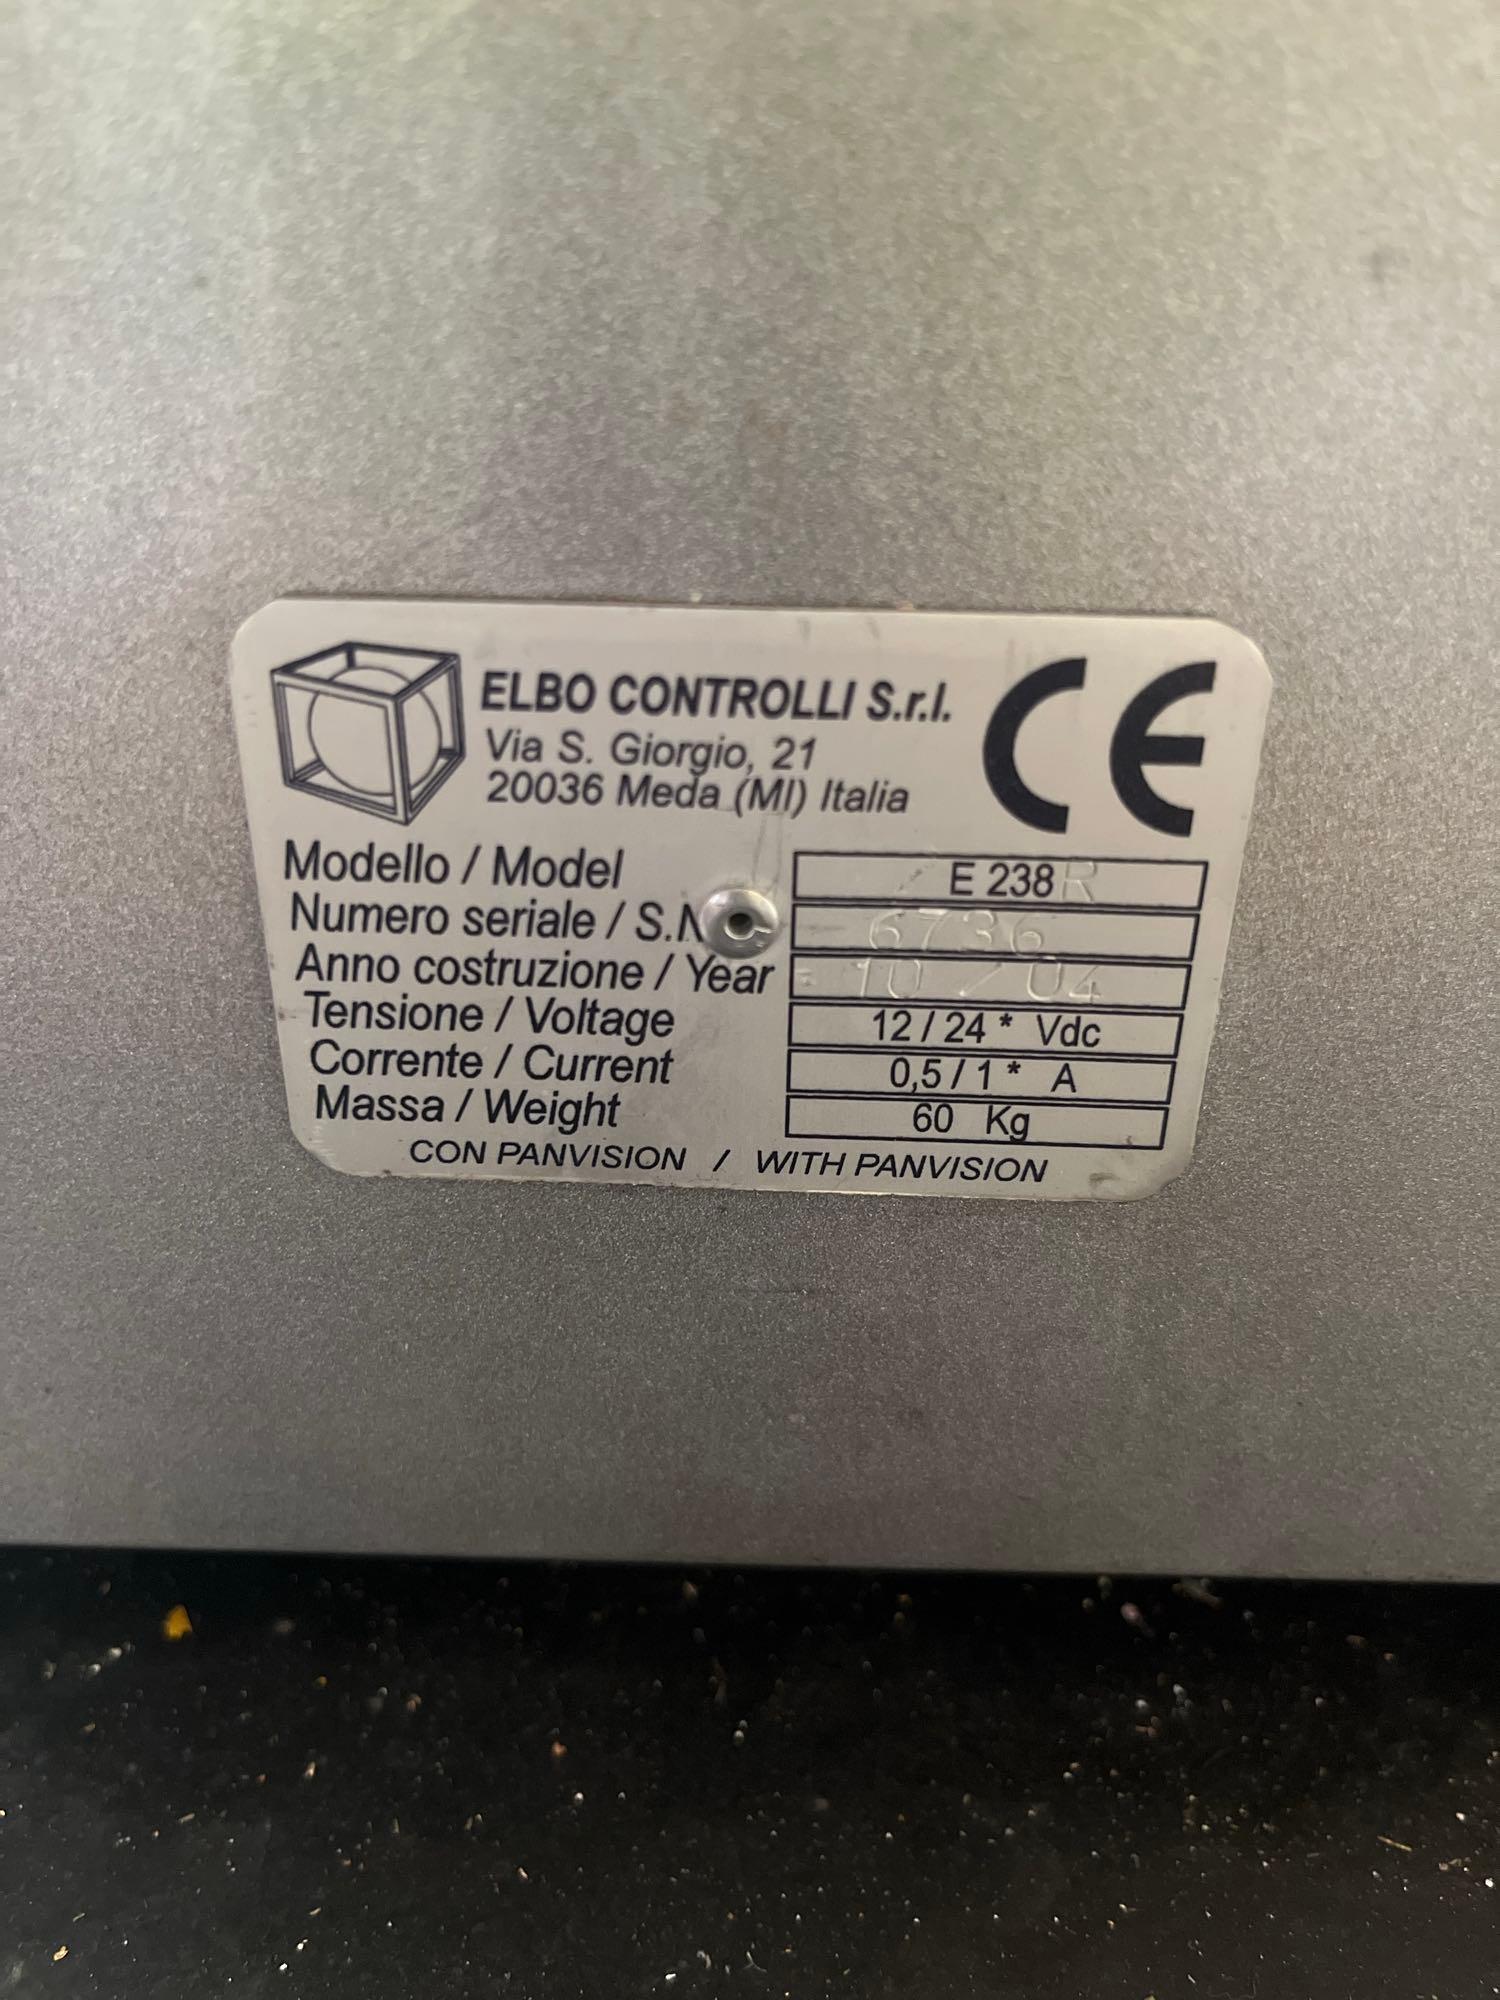 ELBO CONTROLLI S.r.l.
CE
Via S. Giorgio, 21
20036 Meda (MI) Italia
Modello / Model E 238 R
Numero seriale / S.N 6736
Anno costruzione / Year 10 / 04
Tensione / Voltage 12 / 24 * Vdc
Corrente / Current 0,5 / 1 * A
Massa / Weight 60 Kg
CON PANVISION / WITH PANVISION